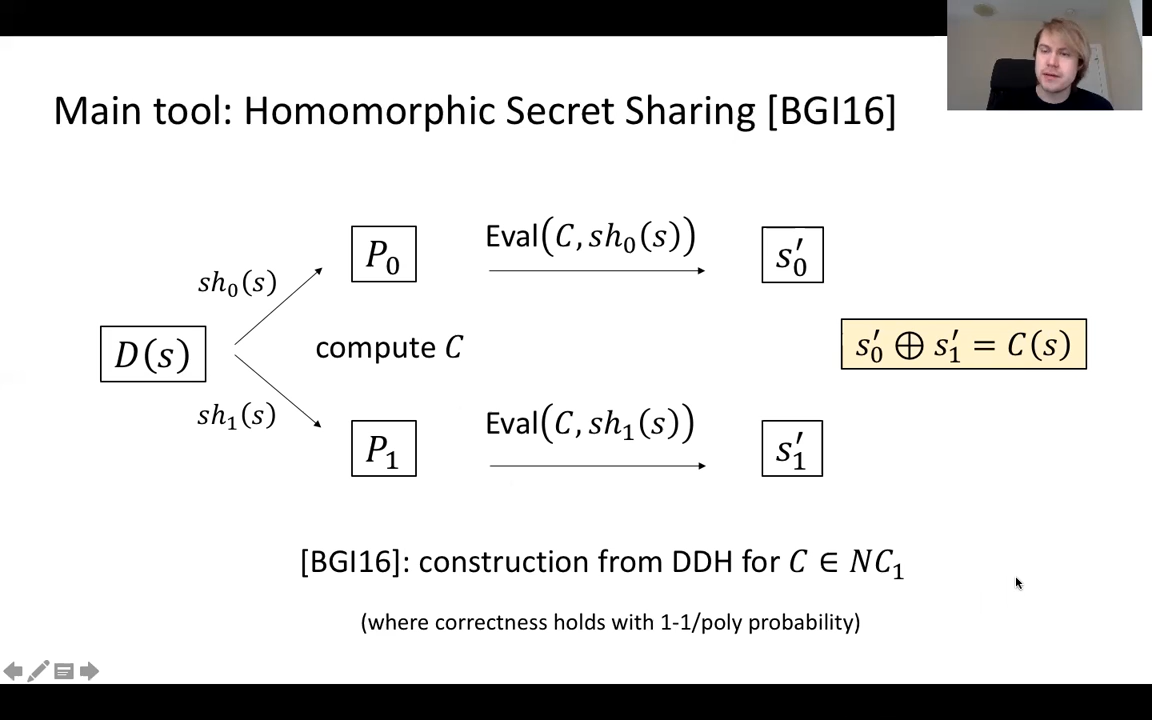 Main tool: Homomorphic Secret Sharing [BGI16]
P₀
Eval(C, sh₀(s))
s′₀
sh₀(s)
D(s)
compute C
s′₀ ⊕ s′₁ = C(s)
sh₁(s)
P₁
Eval(C, sh₁(s))
s′₁
[BGI16]: construction from DDH for C ∈ NC₁
(where correctness holds with 1-1/poly probability)